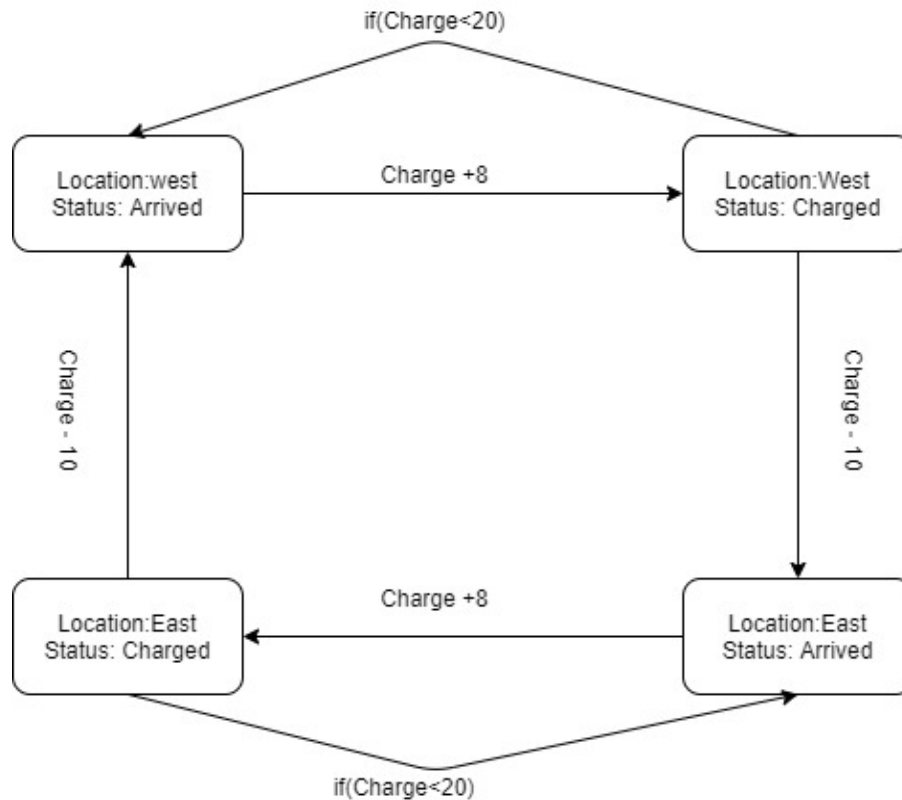 if(Charge<20)
Location:west
Status: Arrived
Charge +8
Location:West
Status: Charged
Charge - 10
Charge - 10
Location:East
Status: Charged
Charge +8
Location:East
Status: Arrived
if(Charge<20)